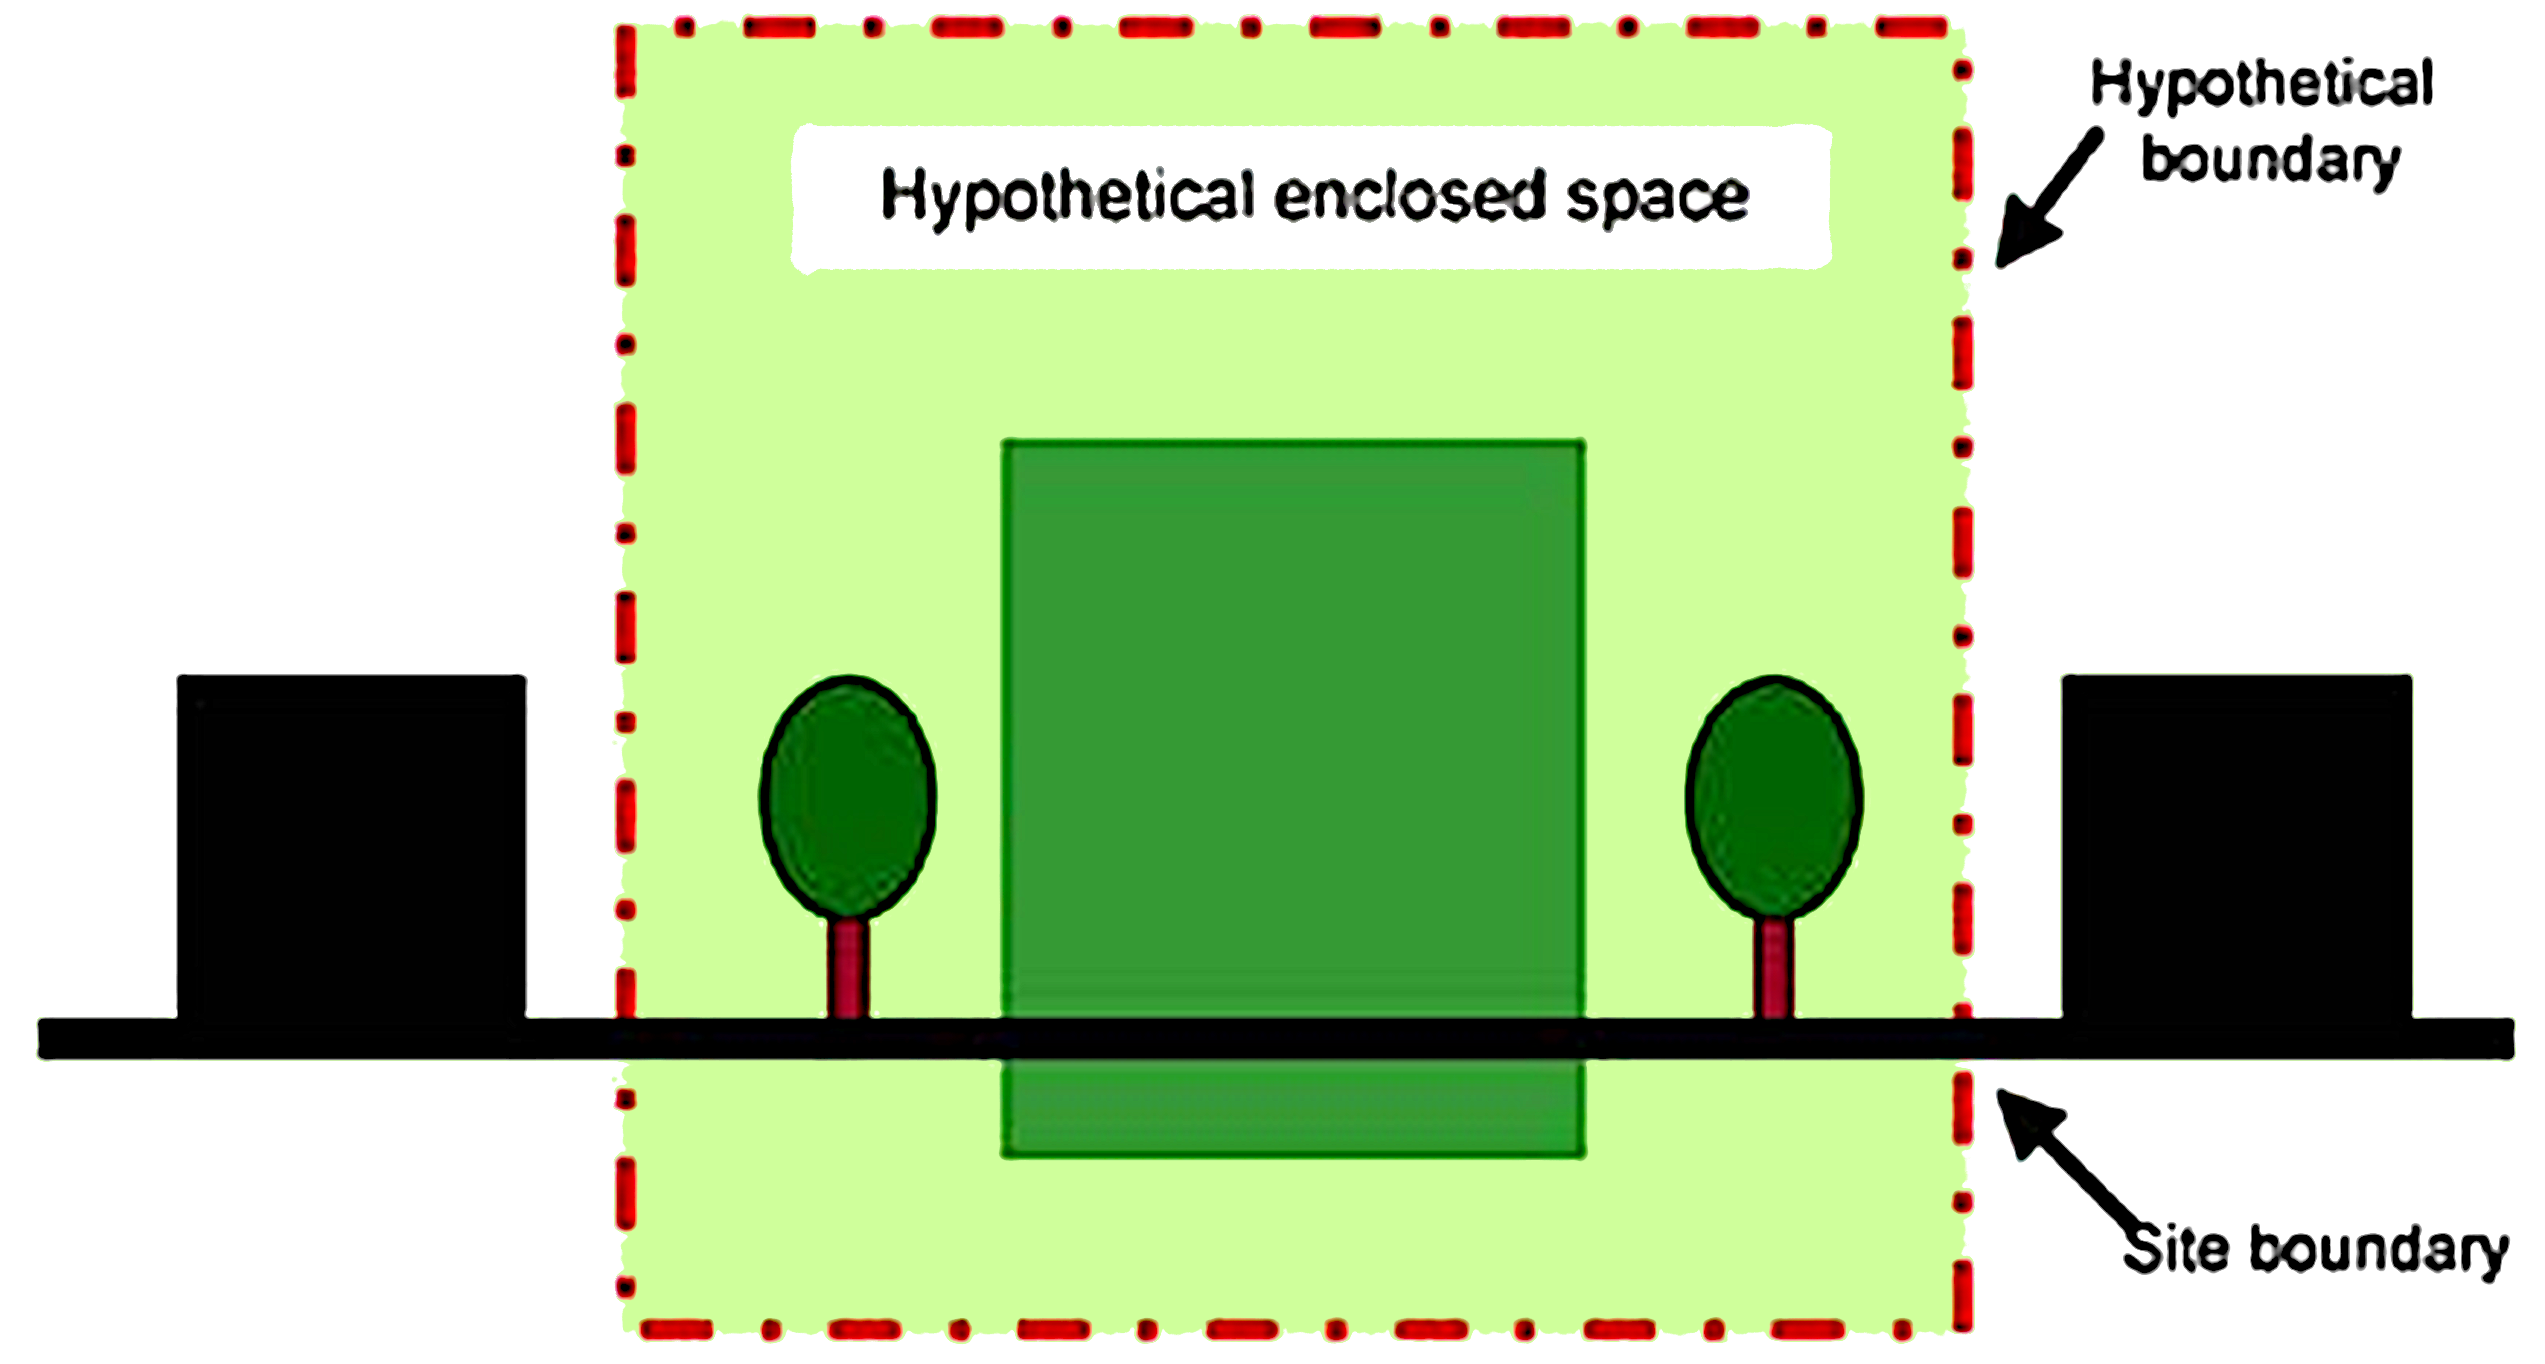 Hypothetical
boundary
Hypothetical enclosed space
Site boundary